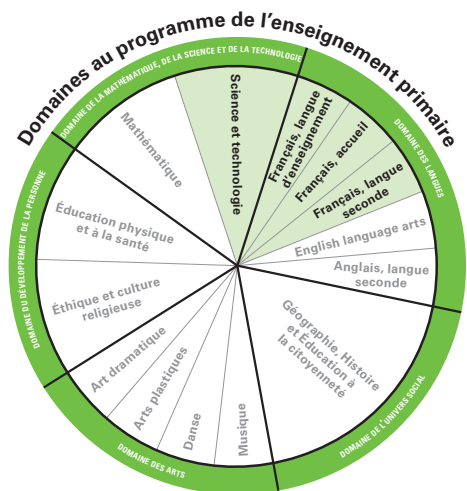 Domaines au programme de l'enseignement primaire
DOMAINE DE LA MATHÉMATIQUE, DE LA SCIENCE ET DE LA TECHNOLOGIE
Mathématique
Science et technologie
DOMAINE DES LANGUES
Français, langue
d'enseignement
Français, accueil
Français, langue
seconde
English language arts
Anglais, langue
seconde
DOMAINE DE L'UNIVERS SOCIAL
Géographie, Histoire
et Éducation à
la citoyenneté
DOMAINE DES ARTS
Musique
Danse
Arts plastiques
Art dramatique
DOMAINE DU DÉVELOPPEMENT DE LA PERSONNE
Éthique et culture
religieuse
Éducation physique
et à la santé